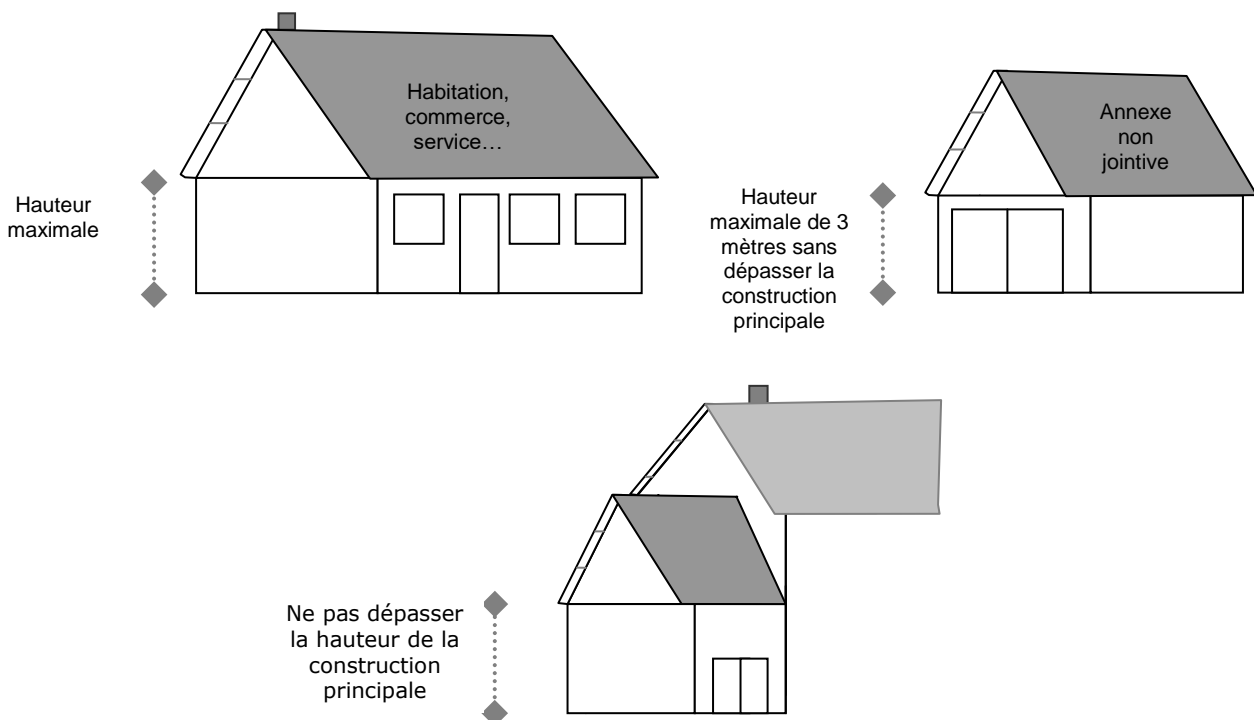 Habitation,
commerce,
service…
Hauteur
maximale
Annexe
non
jointive
Hauteur
maximale de 3
mètres sans
dépasser la
construction
principale
Ne pas dépasser
la hauteur de la
construction
principale